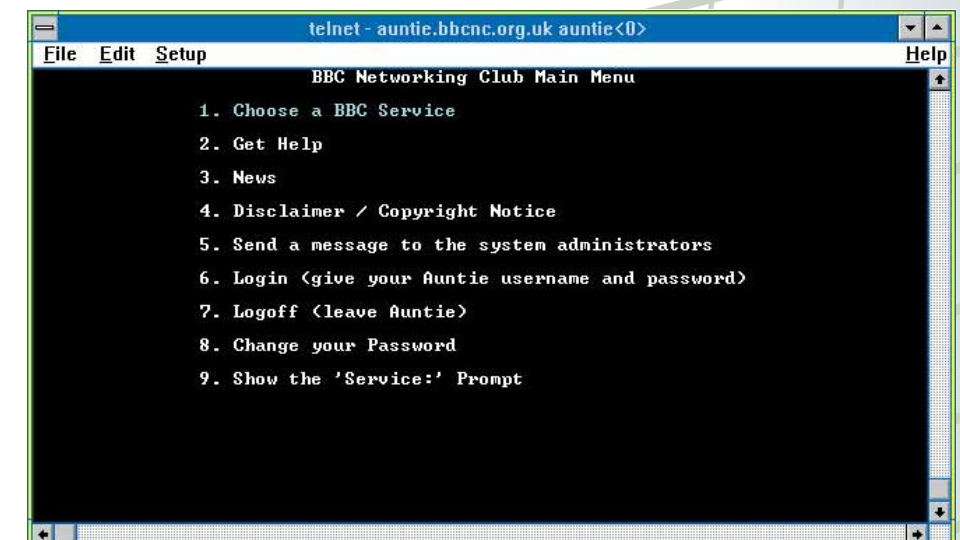 telnet - auntie.bbcnc.org.uk auntie<0>
File Edit Setup Help
BBC Networking Club Main Menu
1. Choose a BBC Service
2. Get Help
3. News
4. Disclaimer / Copyright Notice
5. Send a message to the system administrators
6. Login (give your Auntie username and password)
7. Logoff (leave Auntie)
8. Change your Password
9. Show the 'Service:' Prompt